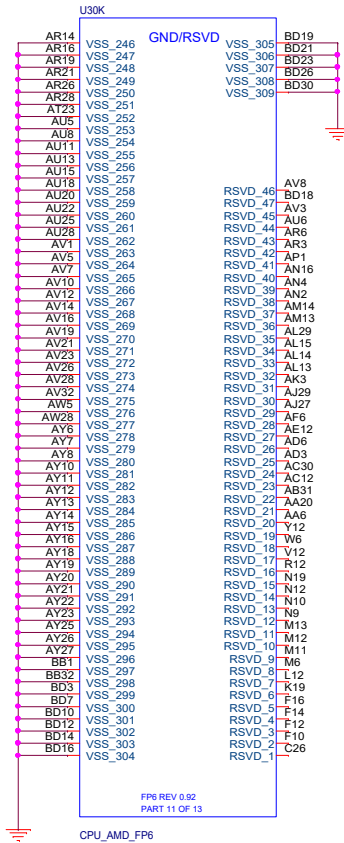 U30K
GND/RSVD
AR14 VSS_246 VSS_305 BD19
AR16 VSS_247 VSS_306 BD21
AR19 VSS_248 VSS_307 BD23
AR21 VSS_249 VSS_308 BD26
AR26 VSS_250 VSS_309 BD30
AR28 VSS_251
AT23 VSS_252
AU5 VSS_253
AU8 VSS_254
AU11 VSS_255
AU13 VSS_256
AU15 VSS_257
AU18 VSS_258 RSVD_46 AV8
AU20 VSS_259 RSVD_47 BD18
AU22 VSS_260 RSVD_45 AV3
AU25 VSS_261 RSVD_44 AU6
AU28 VSS_262 RSVD_43 AR6
AV1 VSS_263 RSVD_42 AR3
AV5 VSS_264 RSVD_41 AP1
AV7 VSS_265 RSVD_40 AN16
AV10 VSS_266 RSVD_39 AN4
AV12 VSS_267 RSVD_38 AN2
AV14 VSS_268 RSVD_37 AM14
AV16 VSS_269 RSVD_36 AM13
AV19 VSS_270 RSVD_35 AL29
AV21 VSS_271 RSVD_34 AL15
AV23 VSS_272 RSVD_33 AL14
AV26 VSS_273 RSVD_32 AL13
AV28 VSS_274 RSVD_31 AK3
AV32 VSS_275 RSVD_30 AJ29
AW5 VSS_276 RSVD_29 AJ27
AW28 VSS_277 RSVD_28 AF6
AY6 VSS_278 RSVD_27 AE12
AY7 VSS_279 RSVD_26 AD6
AY8 VSS_280 RSVD_25 AD3
AY10 VSS_281 RSVD_24 AC30
AY11 VSS_282 RSVD_23 AC12
AY12 VSS_283 RSVD_22 AB31
AY13 VSS_284 RSVD_21 AA20
AY14 VSS_285 RSVD_20 AA6
AY15 VSS_286 RSVD_19 Y12
AY16 VSS_287 RSVD_18 W6
AY18 VSS_288 RSVD_17 V12
AY19 VSS_289 RSVD_16 R12
AY20 VSS_290 RSVD_15 N19
AY21 VSS_291 RSVD_14 N12
AY22 VSS_292 RSVD_13 N10
AY23 VSS_293 RSVD_12 N9
AY25 VSS_294 RSVD_11 M13
AY26 VSS_295 RSVD_10 M12
AY27 VSS_296 RSVD_9 M11
BB1 VSS_297 RSVD_8 M6
BB32 VSS_298 RSVD_7 L12
BD3 VSS_299 RSVD_6 K19
BD7 VSS_300 RSVD_5 F16
BD10 VSS_301 RSVD_4 F14
BD12 VSS_302 RSVD_3 F12
BD14 VSS_303 RSVD_2 F10
BD16 VSS_304 RSVD_1 C26
FP6 REV 0.92
PART 11 OF 13
CPU_AMD_FP6